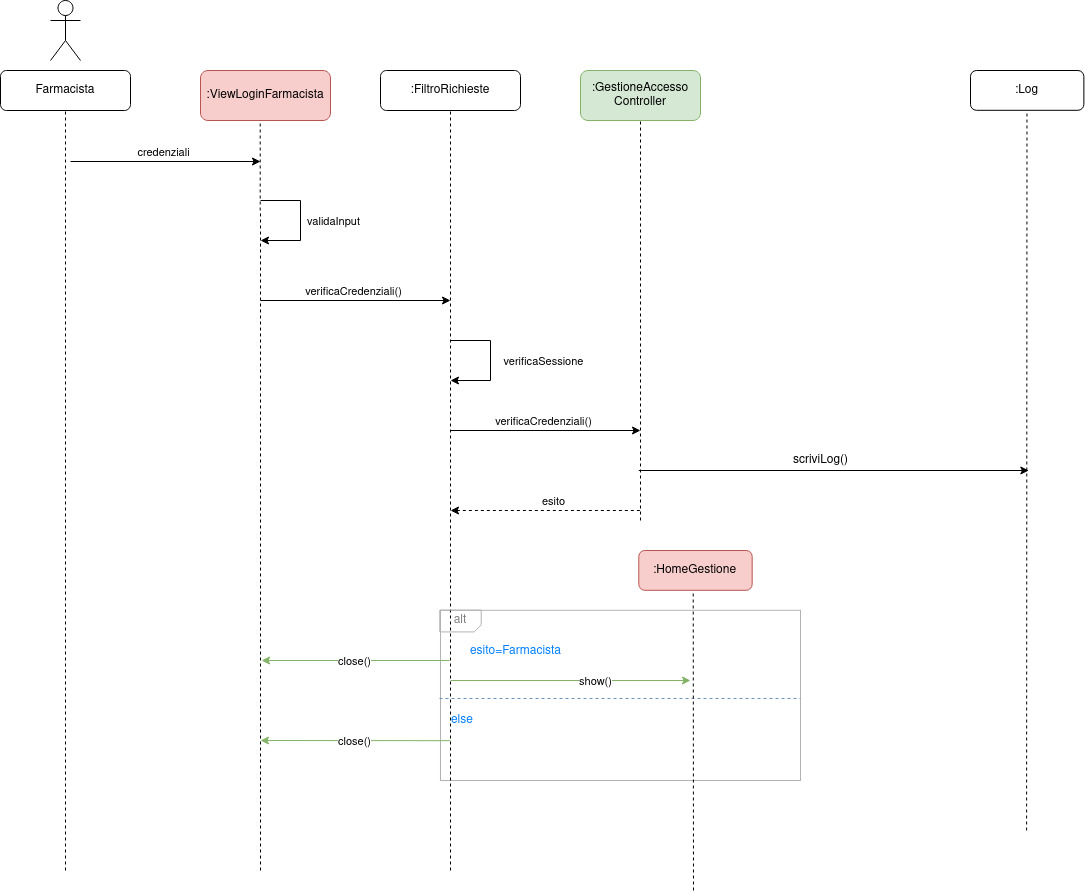 Farmacista
:ViewLoginFarmacista
:FiltroRichieste
:GestioneAccesso
Controller
:Log
credenziali
validaInput
verificaCredenziali()
verificaSessione
verificaCredenziali()
scriviLog()
esito
:HomeGestione
alt
esito=Farmacista
close()
show()
else
close()